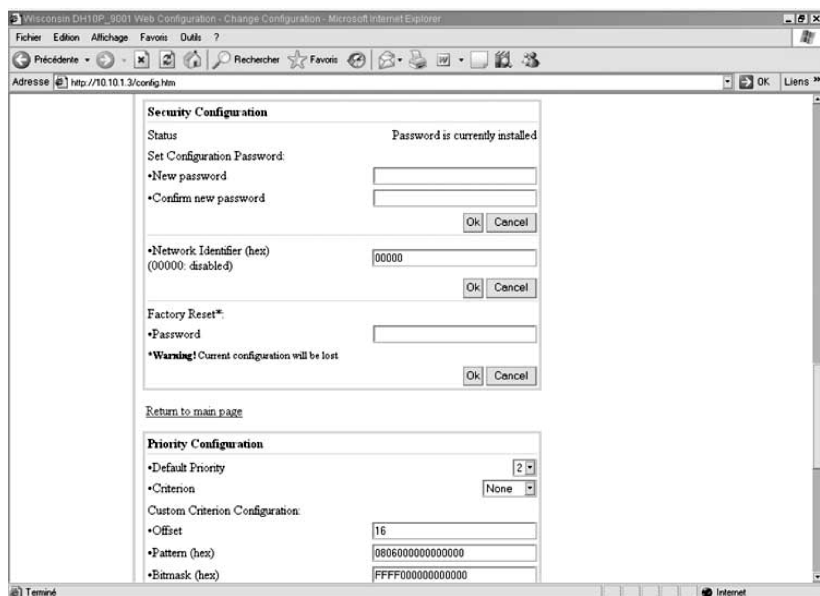 Wisconsin DH10P_9001 Web Configuration - Change Configuration - Microsoft Internet Explorer
Fichier Edition Affichage Favoris Outils ?
Précédente Rechercher Favoris
Adresse http://10.10.1.3/config.htm OK Liens »
Security Configuration
Status Password is currently installed
Set Configuration Password:
•New password
•Confirm new password
Ok Cancel
•Network Identifier (hex)
(00000: disabled) 00000
Ok Cancel
Factory Reset*:
•Password
*Warning! Current configuration will be lost
Ok Cancel
Return to main page
Priority Configuration
•Default Priority 2
•Criterion None
Custom Criterion Configuration:
•Offset 16
•Pattern (hex) 0806000000000000
•Bitmask (hex) FFFF000000000000
Terminé Internet